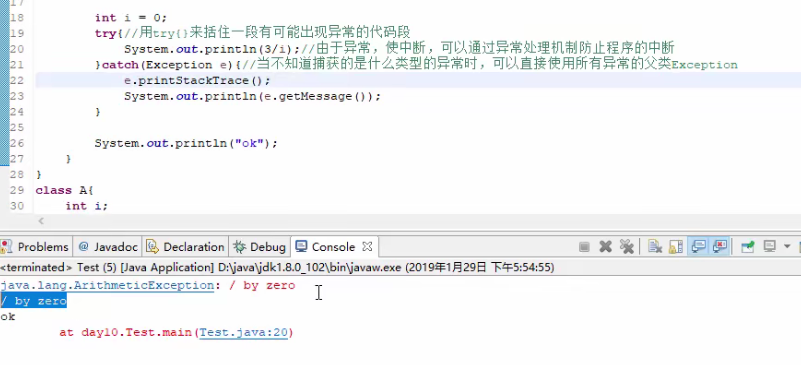 18 int i = 0;
19 try{//用try{}来括住一段有可能出现异常的代码段
20 System.out.println(3/i);//由于异常，使中断，可以通过异常处理机制防止程序的中断
21 }catch(Exception e){//当不知道捕获的是什么类型的异常时，可以直接使用所有异常的父类Exception
22 e.printStackTrace();
23 System.out.println(e.getMessage());
24 }
25
26 System.out.println("ok");
27 }
28 }
29 class A{
30 int i;
Problems @ Javadoc Declaration Debug Console
<terminated> Test (5) [Java Application] D:\java\jdk1.8.0_102\bin\javaw.exe (2019年1月29日 下午5:54:55)
java.lang.ArithmeticException: / by zero
/ by zero
ok
at day10.Test.main(Test.java:20)